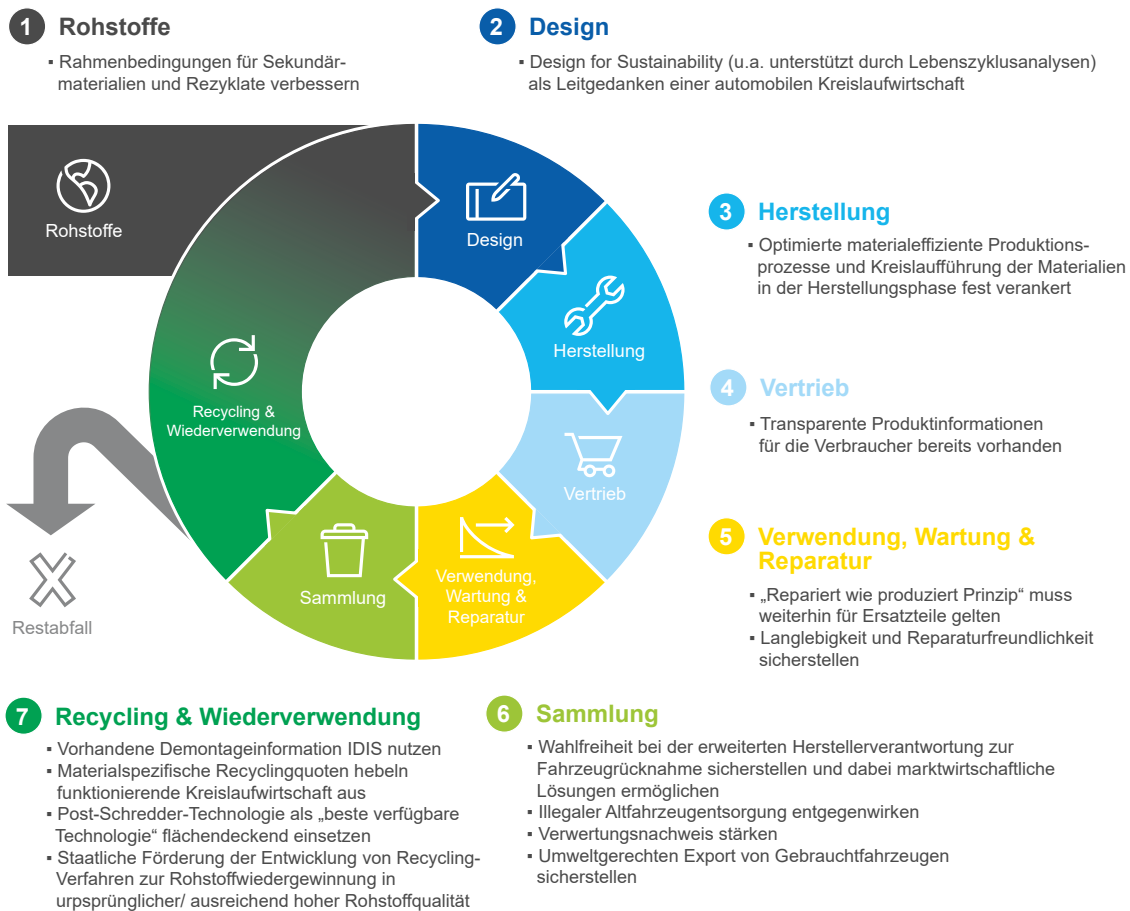 1 Rohstoffe
▪ Rahmenbedingungen für Sekundär-
materialien und Rezyklate verbessern
2 Design
▪ Design for Sustainability (u.a. unterstützt durch Lebenszyklusanalysen)
als Leitgedanken einer automobilen Kreislaufwirtschaft
Rohstoffe
Design
Herstellung
Vertrieb
Verwendung,
Wartung &
Reparatur
Sammlung
Recycling &
Wiederverwendung
Restabfall
3 Herstellung
▪ Optimierte materialeffiziente Produktions-
prozesse und Kreislaufführung der Materialien
in der Herstellungsphase fest verankert
4 Vertrieb
▪ Transparente Produktinformationen
für die Verbraucher bereits vorhanden
5 Verwendung, Wartung &
Reparatur
▪ „Repariert wie produziert Prinzip“ muss
weiterhin für Ersatzteile gelten
▪ Langlebigkeit und Reparaturfreundlichkeit
sicherstellen
7 Recycling & Wiederverwendung
▪ Vorhandene Demontageinformation IDIS nutzen
▪ Materialspezifische Recyclingquoten hebeln
funktionierende Kreislaufwirtschaft aus
▪ Post-Schredder-Technologie als „beste verfügbare
Technologie“ flächendeckend einsetzen
▪ Staatliche Förderung der Entwicklung von Recycling-
Verfahren zur Rohstoffwiedergewinnung in
urpsprünglicher/ ausreichend hoher Rohstoffqualität
6 Sammlung
▪ Wahlfreiheit bei der erweiterten Herstellerverantwortung zur
Fahrzeugrücknahme sicherstellen und dabei marktwirtschaftliche
Lösungen ermöglichen
▪ Illegaler Altfahrzeugentsorgung entgegenwirken
▪ Verwertungsnachweis stärken
▪ Umweltgerechten Export von Gebrauchtfahrzeugen
sicherstellen